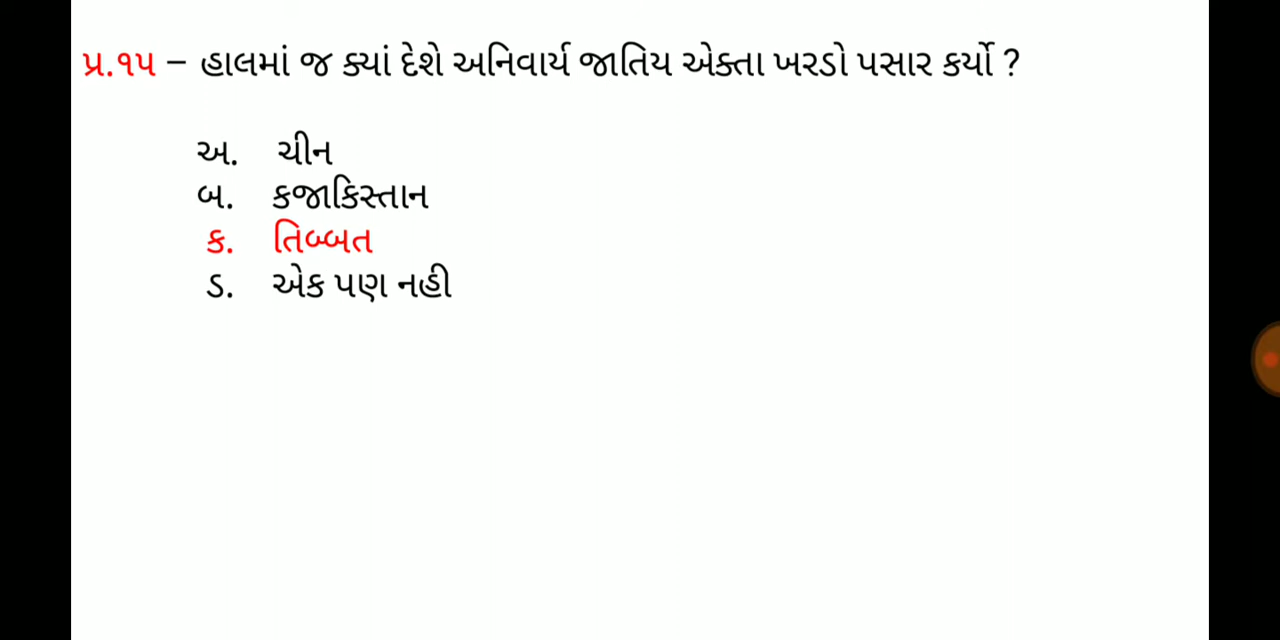 પ્ર.૧૫ – હાલમાં જ ક્યાં દેશે અનિવાર્ય જાતિય એક્તા ખરડો પસાર કર્યો ?
અ. ચીન
બ. કજાકિસ્તાન
ક. તિબ્બત
ડ. એક પણ નહી